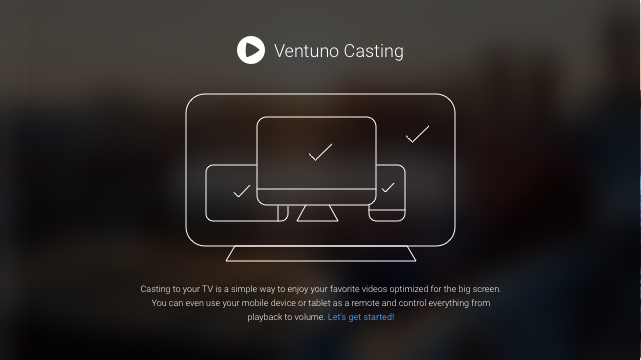 Ventuno Casting
Casting to your TV is a simple way to enjoy your favorite videos optimized for the big screen.
You can even use your mobile device or tablet as a remote and control everything from
playback to volume. Let's get started!